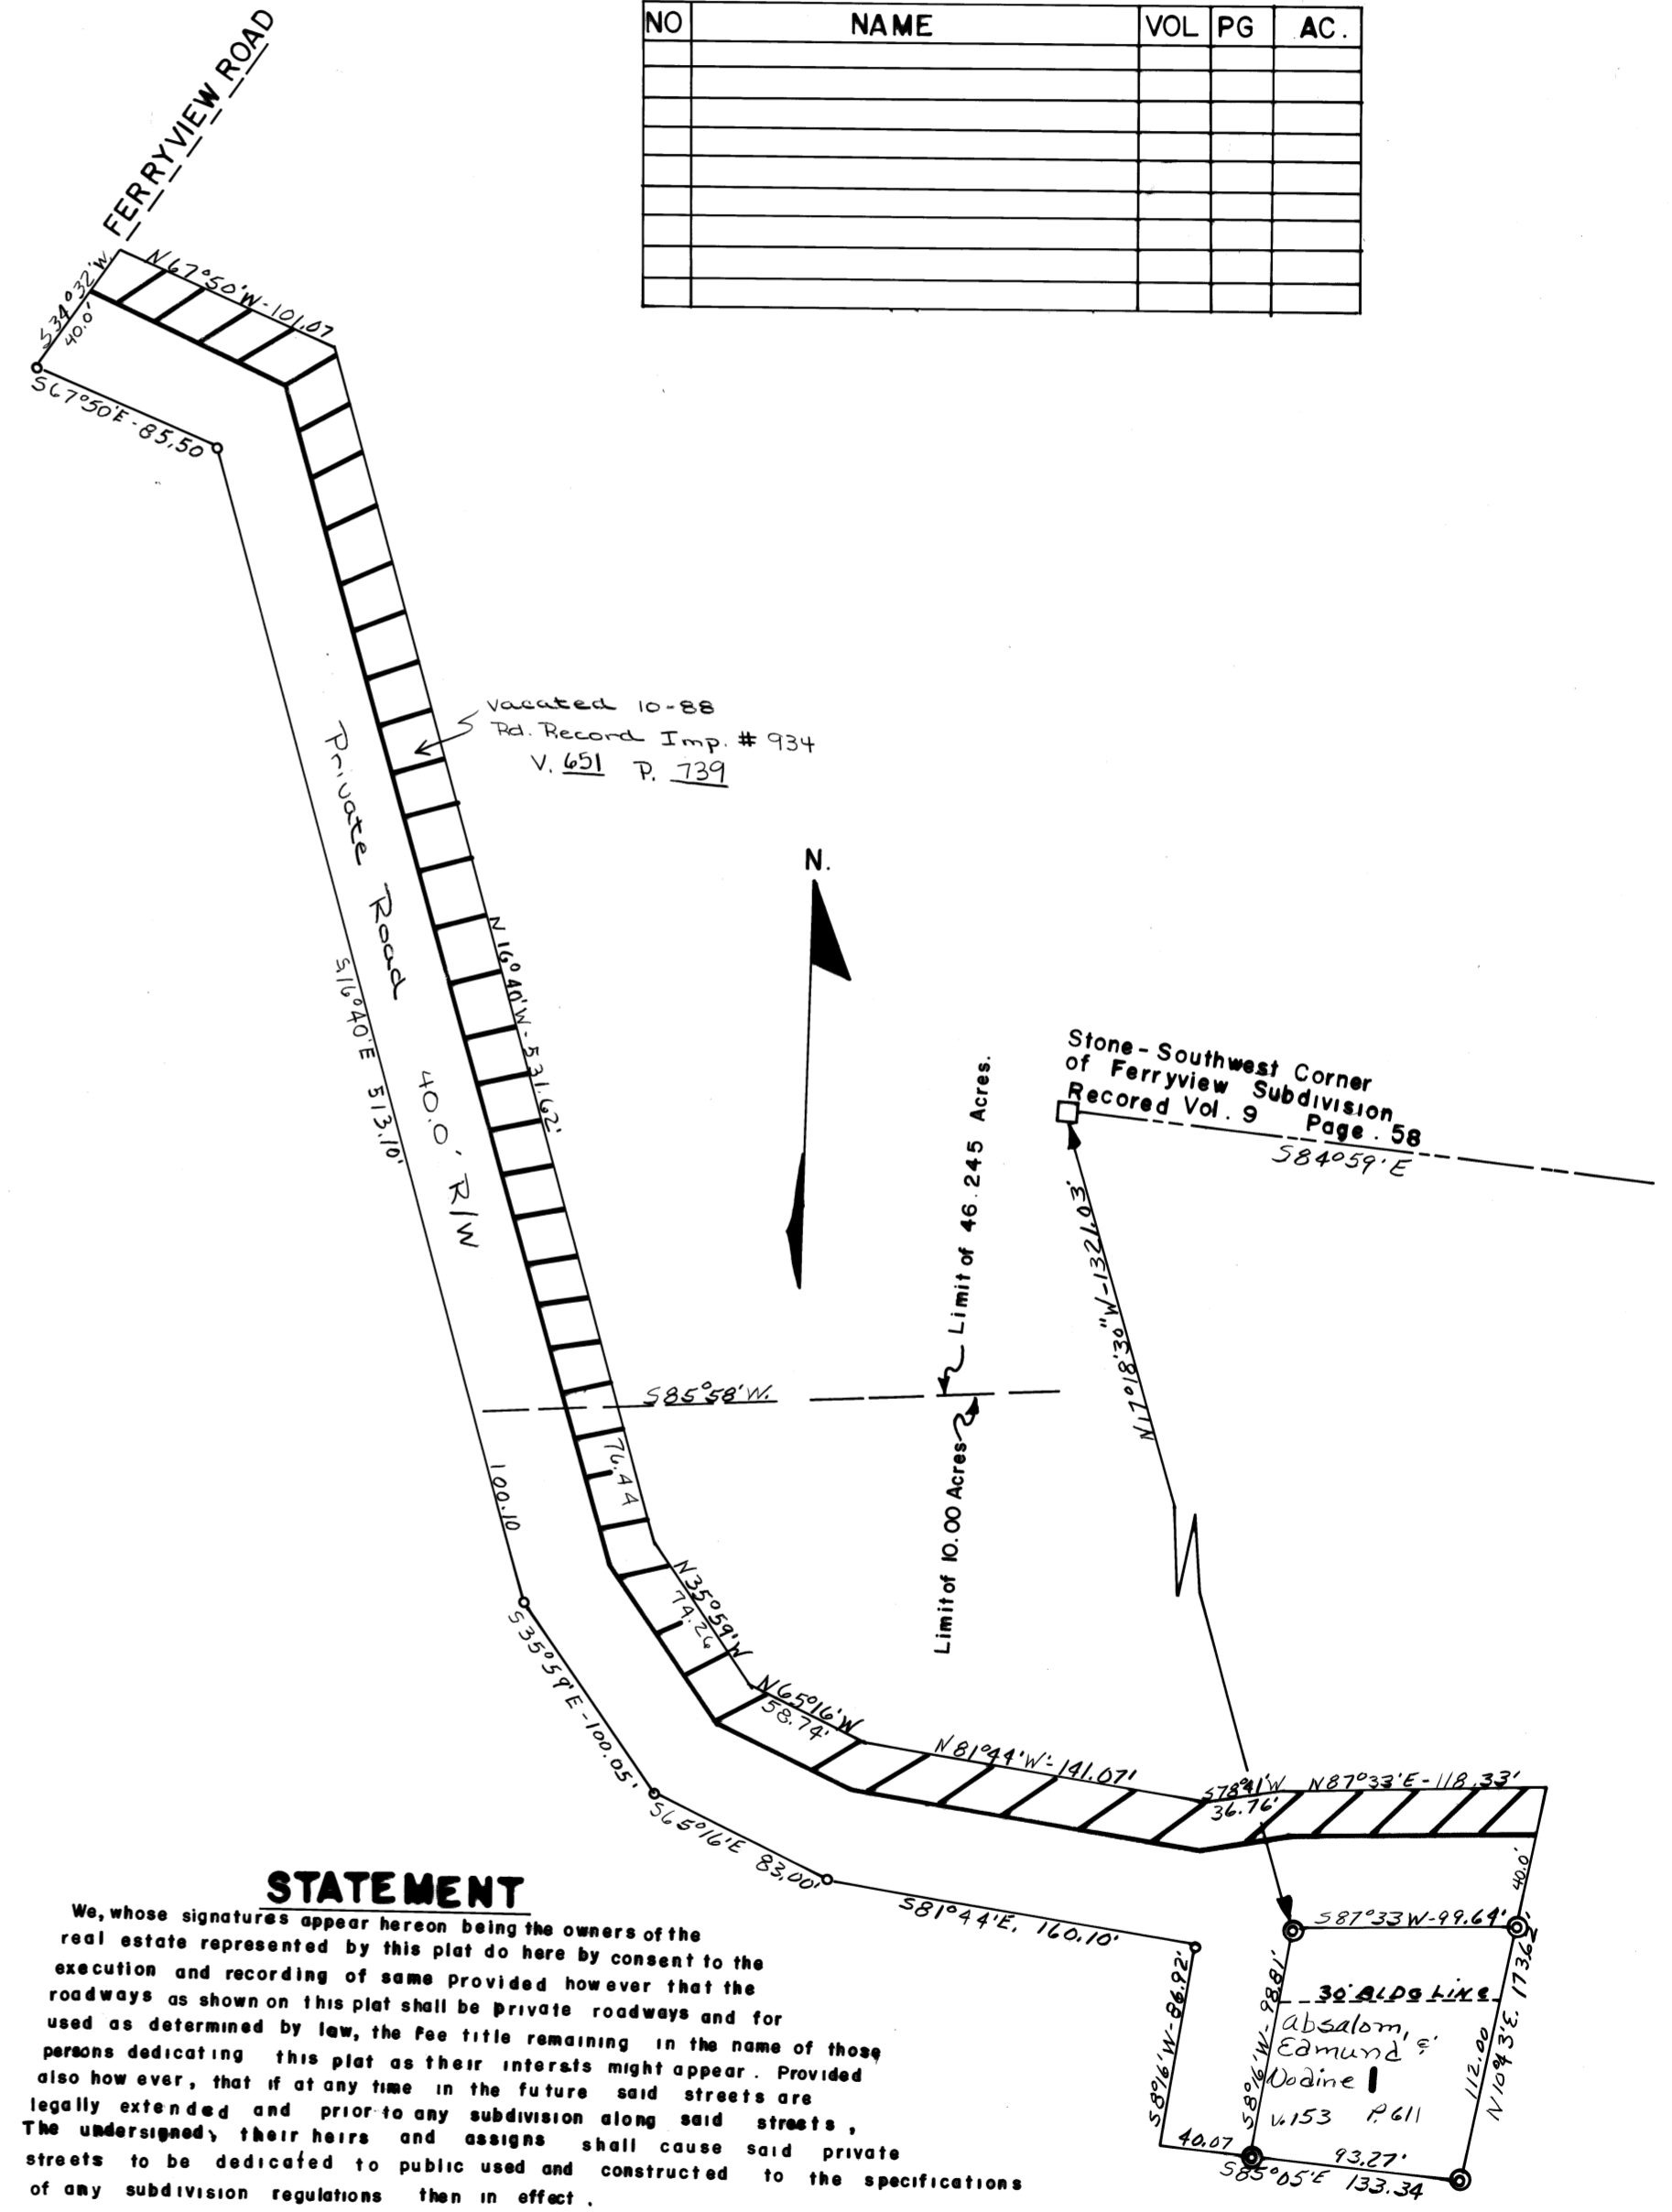 NO NAME VOL PG AC.
FERRYVIEW ROAD
N67°50'W-101.07
S34°32'W.
40.0'
S67°50'E-85.50
Vacated 10-88
Rd. Record Imp. # 934
V. 651 P. 739
Private Road 40.0' R/W
S16°40'E 513.10'
N16°40'W-531.62'
N.
Stone-Southwest Corner
of Ferryview Subdivision
Recored Vol. 9 Page. 58
S84°59'E
N17°18'30"W-1321.03'
Limit of 46.245 Acres.
S85°58'W.
Limit of 10.00 Acres
76.44
100.10
N35°59'W
74.26
S35°59'E-100.05'
N65°16'W
58.74'
S65°16'E 83.00'
N81°44'W-141.07'
S78°41'W
36.76'
N87°33'E-118.33'
S81°44'E, 160.10'
40.0'
S87°33W-99.64'
S8°16'W-86.92'
S8°16'W-98.81'
30' BLDG LINE
Absalom,
Edmund &
Nodine 1
V.153 P.611
112.00
N10°43'E. 173.62'
40.07
93.27'
S85°05'E 133.34
STATEMENT
We, whose signatures appear hereon being the owners of the
real estate represented by this plat do here by consent to the
execution and recording of same provided however that the
roadways as shown on this plat shall be private roadways and for
used as determined by law, the fee title remaining in the name of those
persons dedicating this plat as their intersts might appear. Provided
also how ever, that if at any time in the future said streets are
legally extended and prior to any subdivision along said streets,
The undersigned, their heirs and assigns shall cause said private
streets to be dedicated to public used and constructed to the specifications
of any subdivision regulations then in effect.